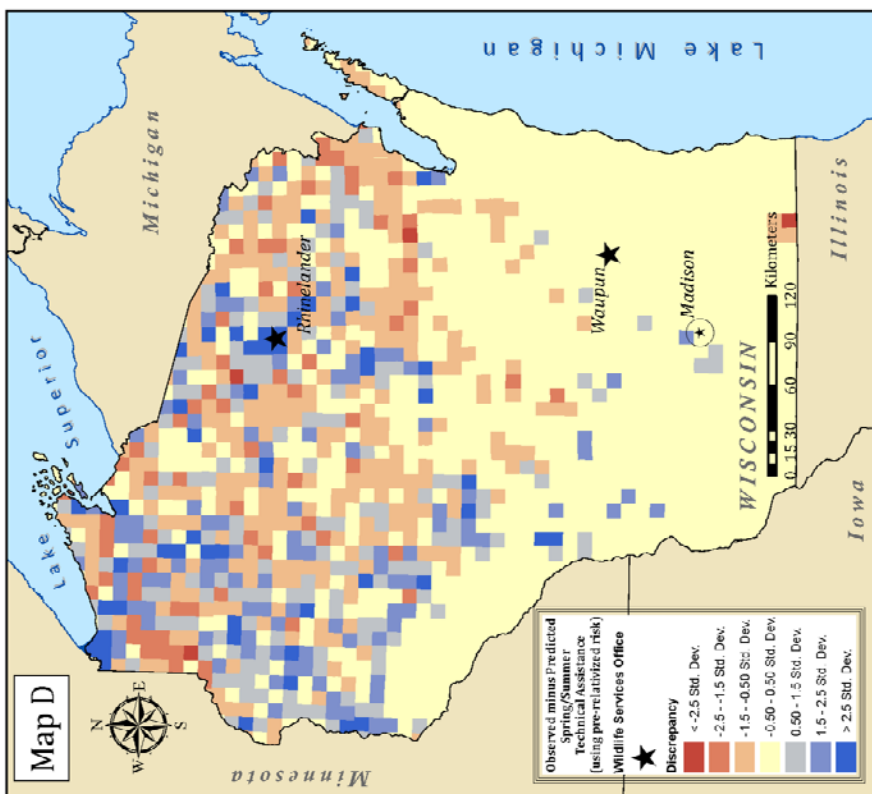 Map D
N
W E
S
Lake Superior
Michigan
Lake Michigan
Minnesota
Rhinelander
Waupun
Madison
WISCONSIN
Iowa
Illinois
Kilometers
0 15 30 60 90 120
Observed minus Predicted
Spring/Summer
Technical Assistance
(using pre-relativized risk)
Wildlife Services Office
Discrepancy
< -2.5 Std. Dev.
-2.5 - -1.5 Std. Dev.
-1.5 - -0.50 Std. Dev.
-0.50 - 0.50 Std. Dev.
0.50 - 1.5 Std. Dev.
1.5 - 2.5 Std. Dev.
> 2.5 Std. Dev.